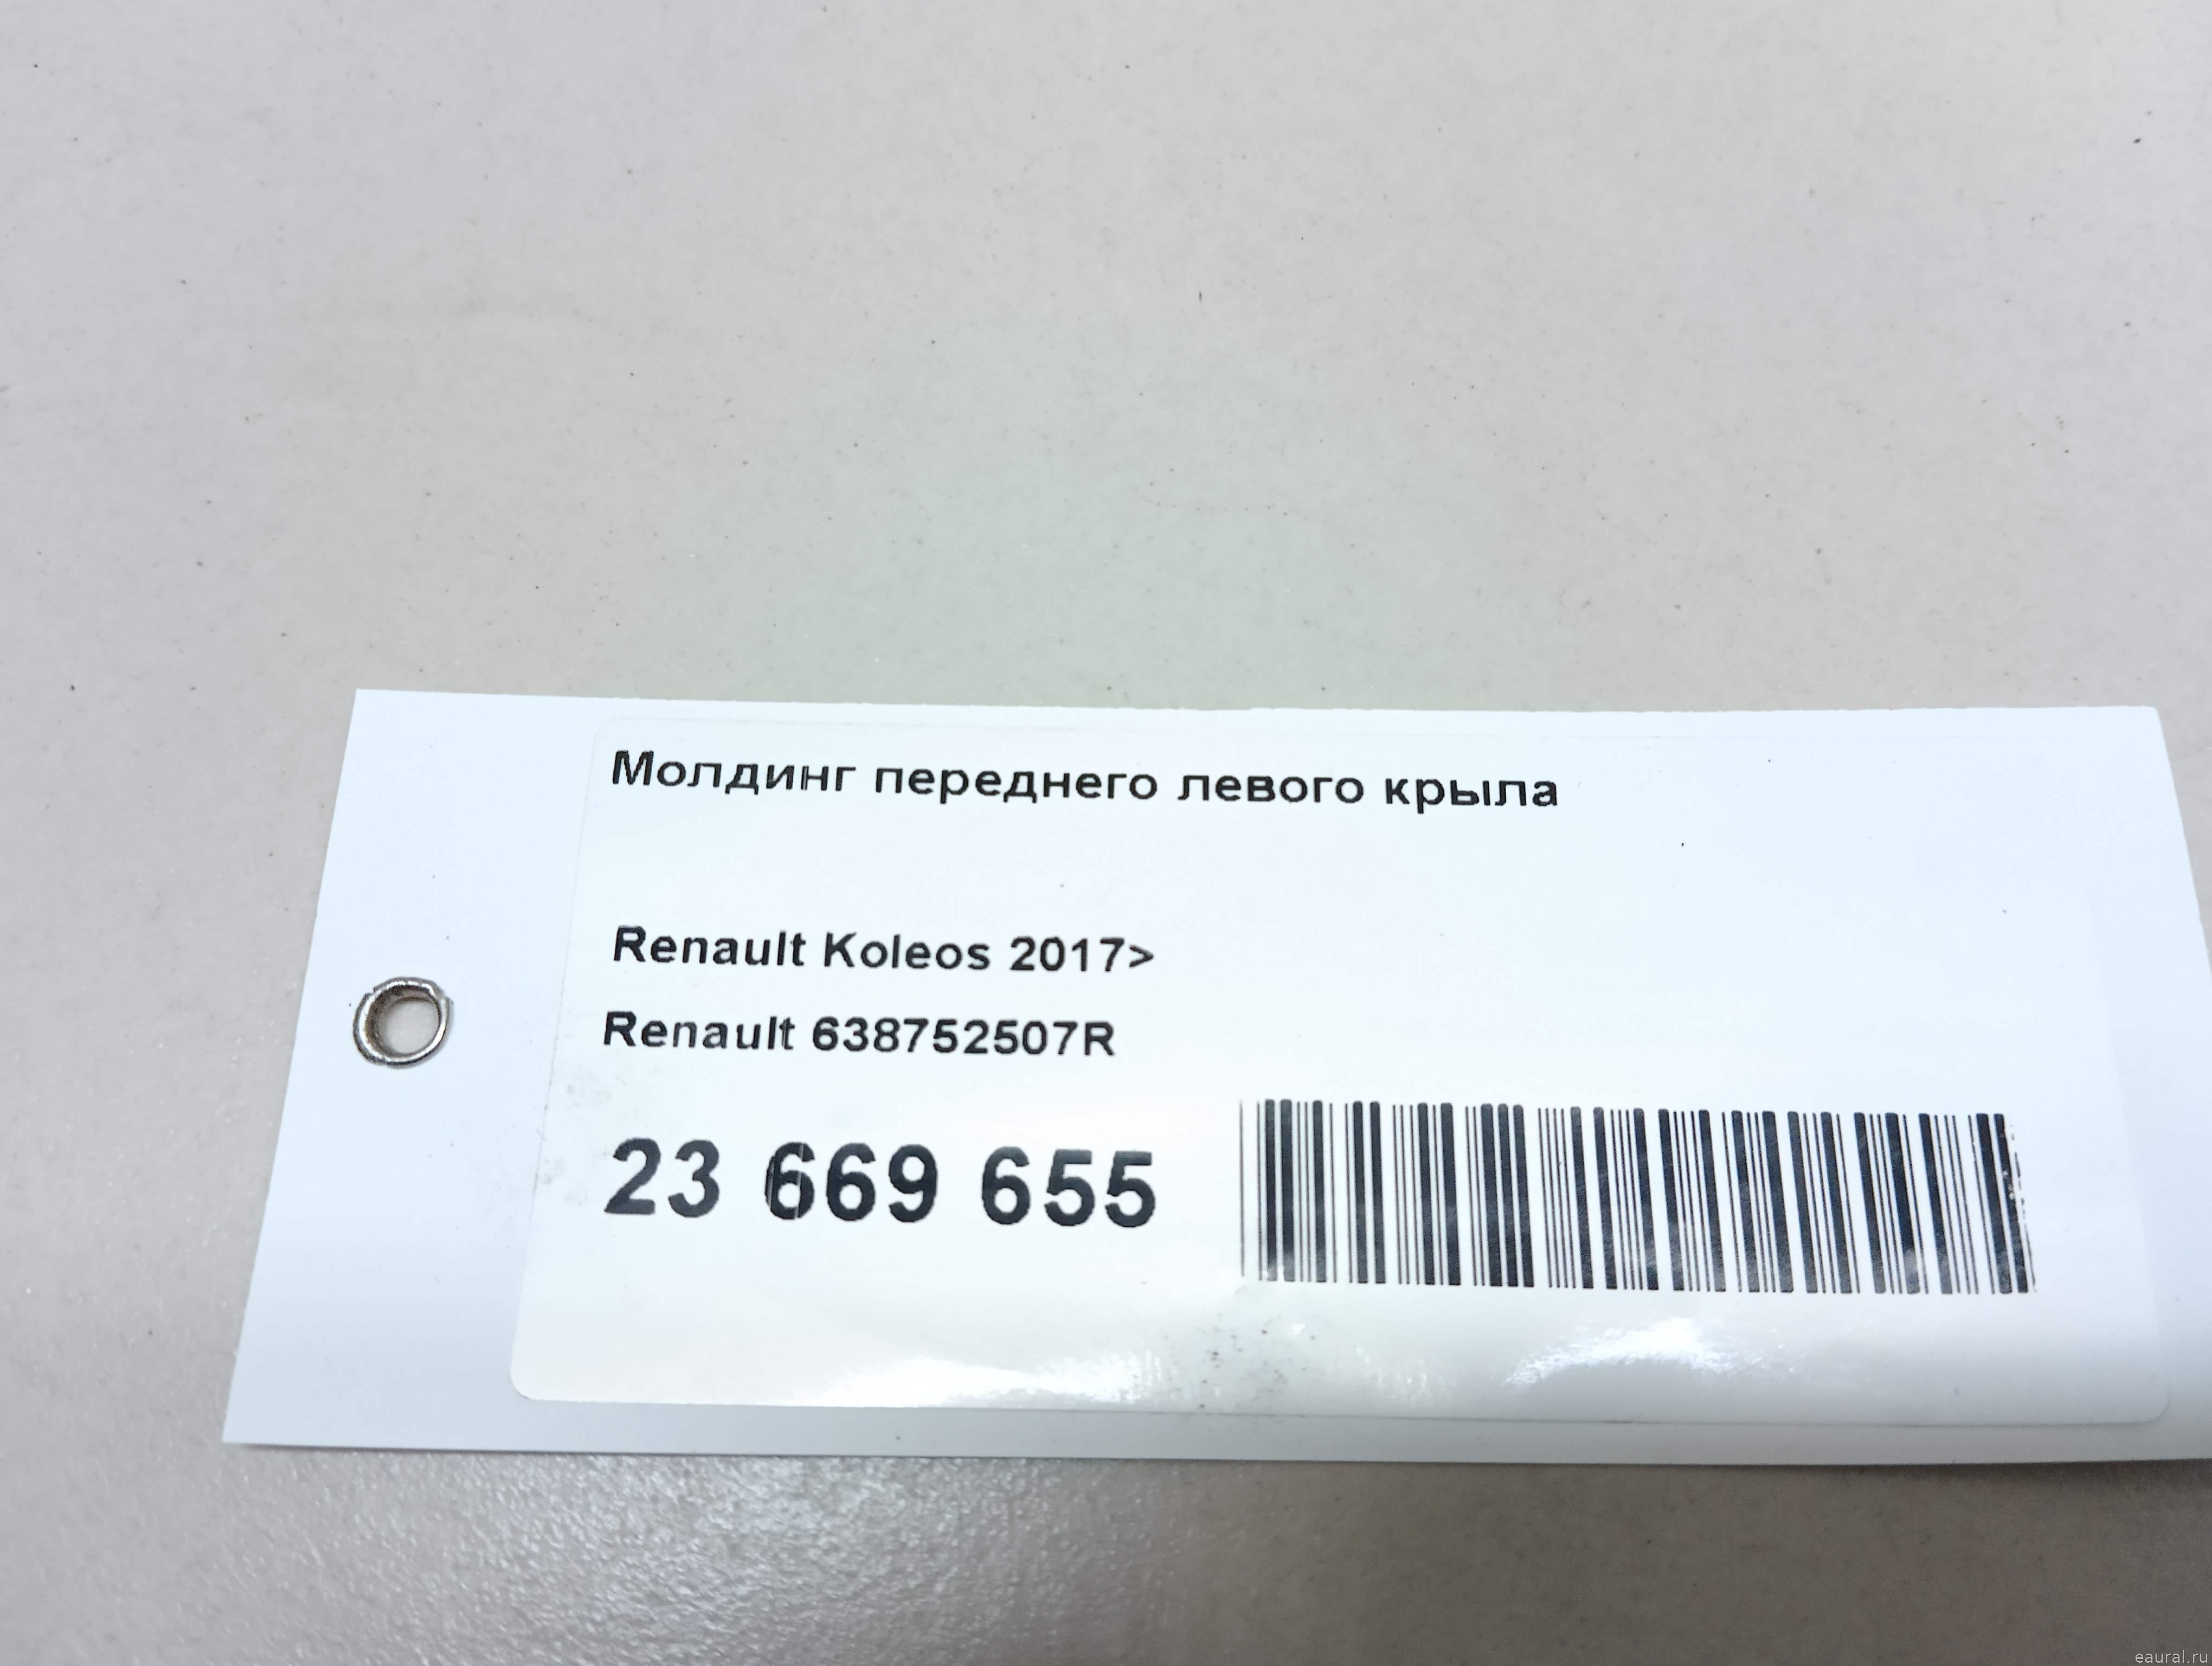 Молдинг переднего левого крыла
Renault Koleos 2017>
Renault 638752507R
23 669 655
eaural.ru